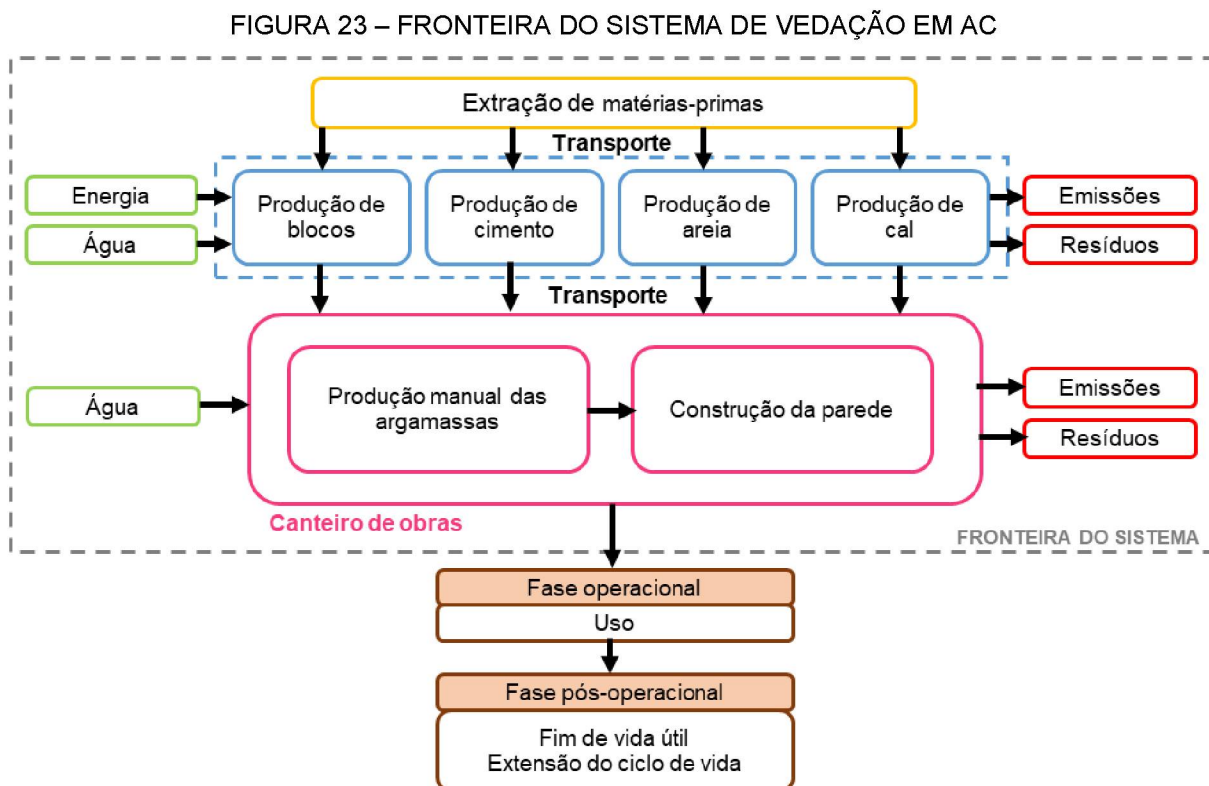 FIGURA 23 – FRONTEIRA DO SISTEMA DE VEDAÇÃO EM AC
Extração de matérias-primas
Transporte
Energia
Água
Produção de
blocos
Produção de
cimento
Produção de
areia
Produção de
cal
Emissões
Resíduos
Transporte
Água
Produção manual das
argamassas
Construção da parede
Emissões
Resíduos
Canteiro de obras
FRONTEIRA DO SISTEMA
Fase operacional
Uso
Fase pós-operacional
Fim de vida útil
Extensão do ciclo de vida